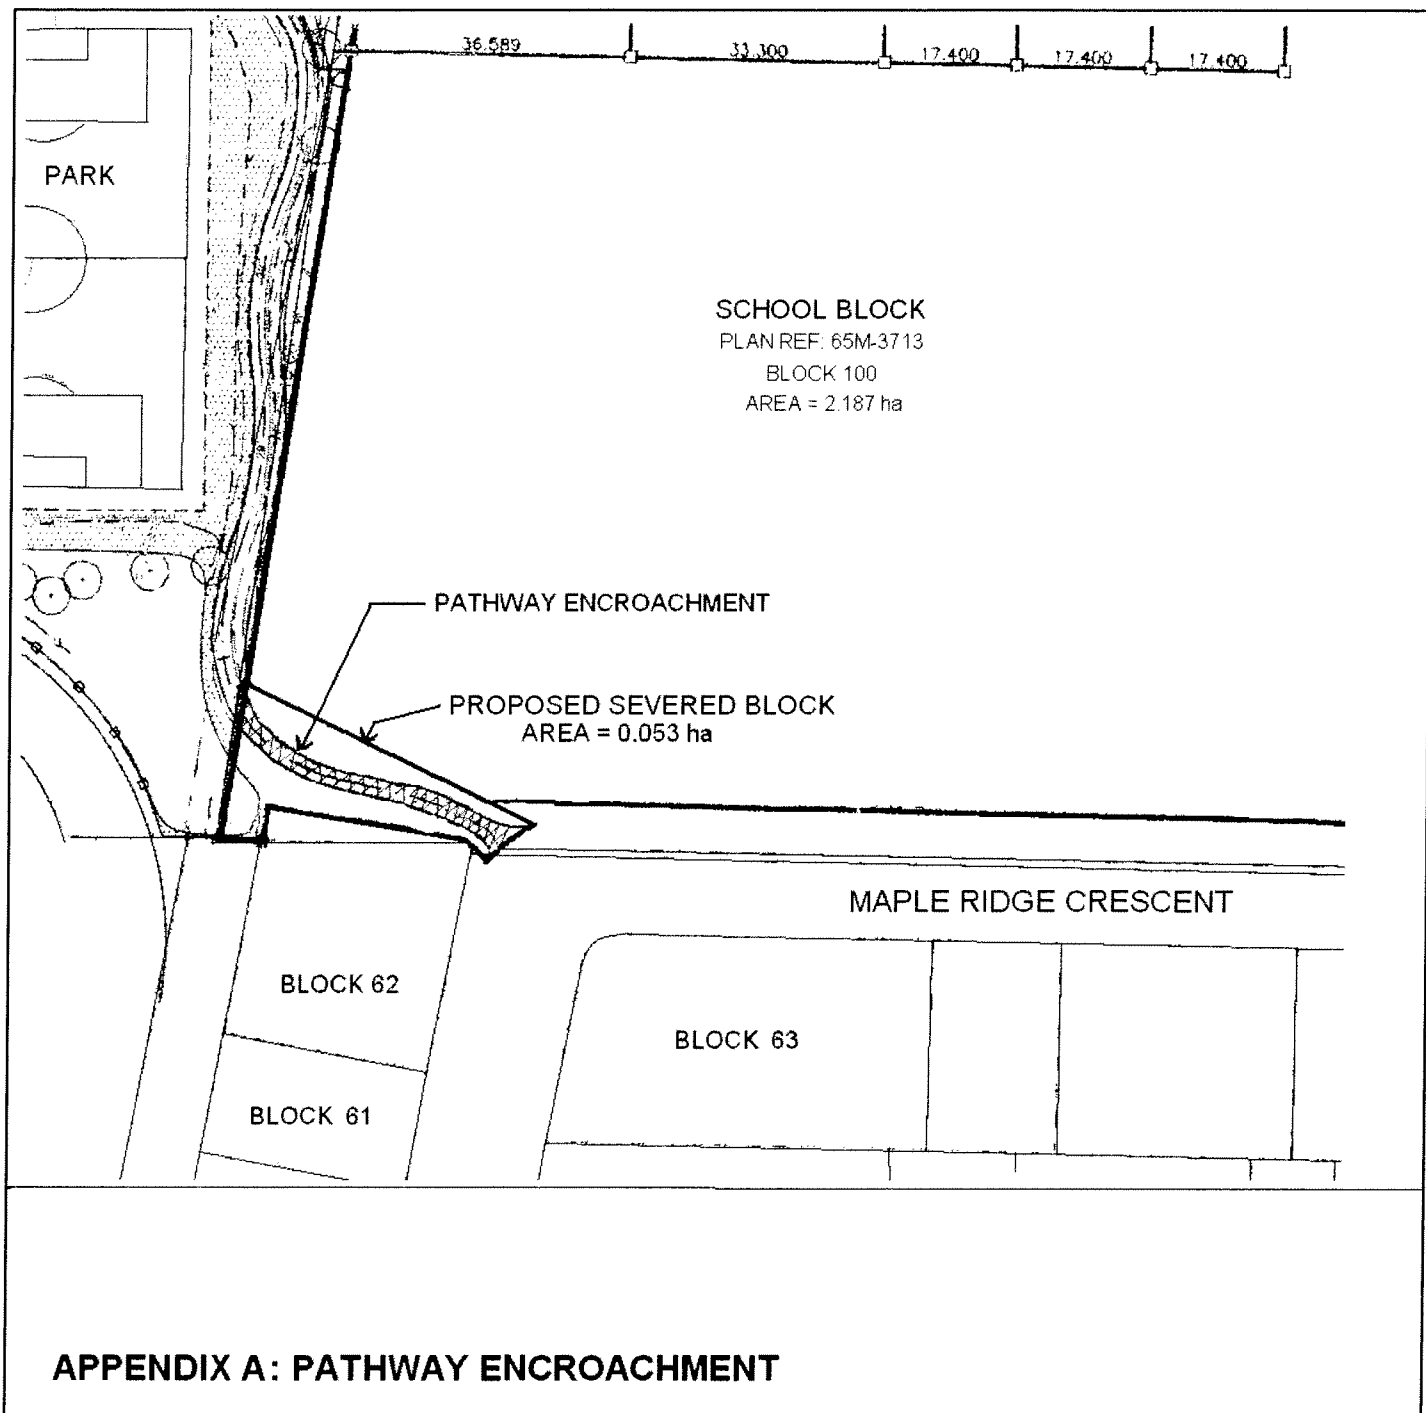 36.589 33.300 17.400 17.400 17.400
PARK
SCHOOL BLOCK
PLAN REF: 65M-3713
BLOCK 100
AREA = 2.187 ha
PATHWAY ENCROACHMENT
PROPOSED SEVERED BLOCK
AREA = 0.053 ha
MAPLE RIDGE CRESCENT
BLOCK 62
BLOCK 63
BLOCK 61
APPENDIX A: PATHWAY ENCROACHMENT